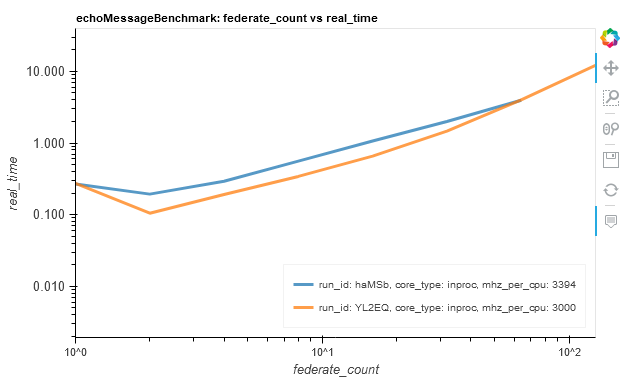 echoMessageBenchmark: federate_count vs real_time
10.000
1.000
0.100
0.010
real_time
run_id: haMSb, core_type: inproc, mhz_per_cpu: 3394
run_id: YL2EQ, core_type: inproc, mhz_per_cpu: 3000
10^0
10^1
10^2
federate_count